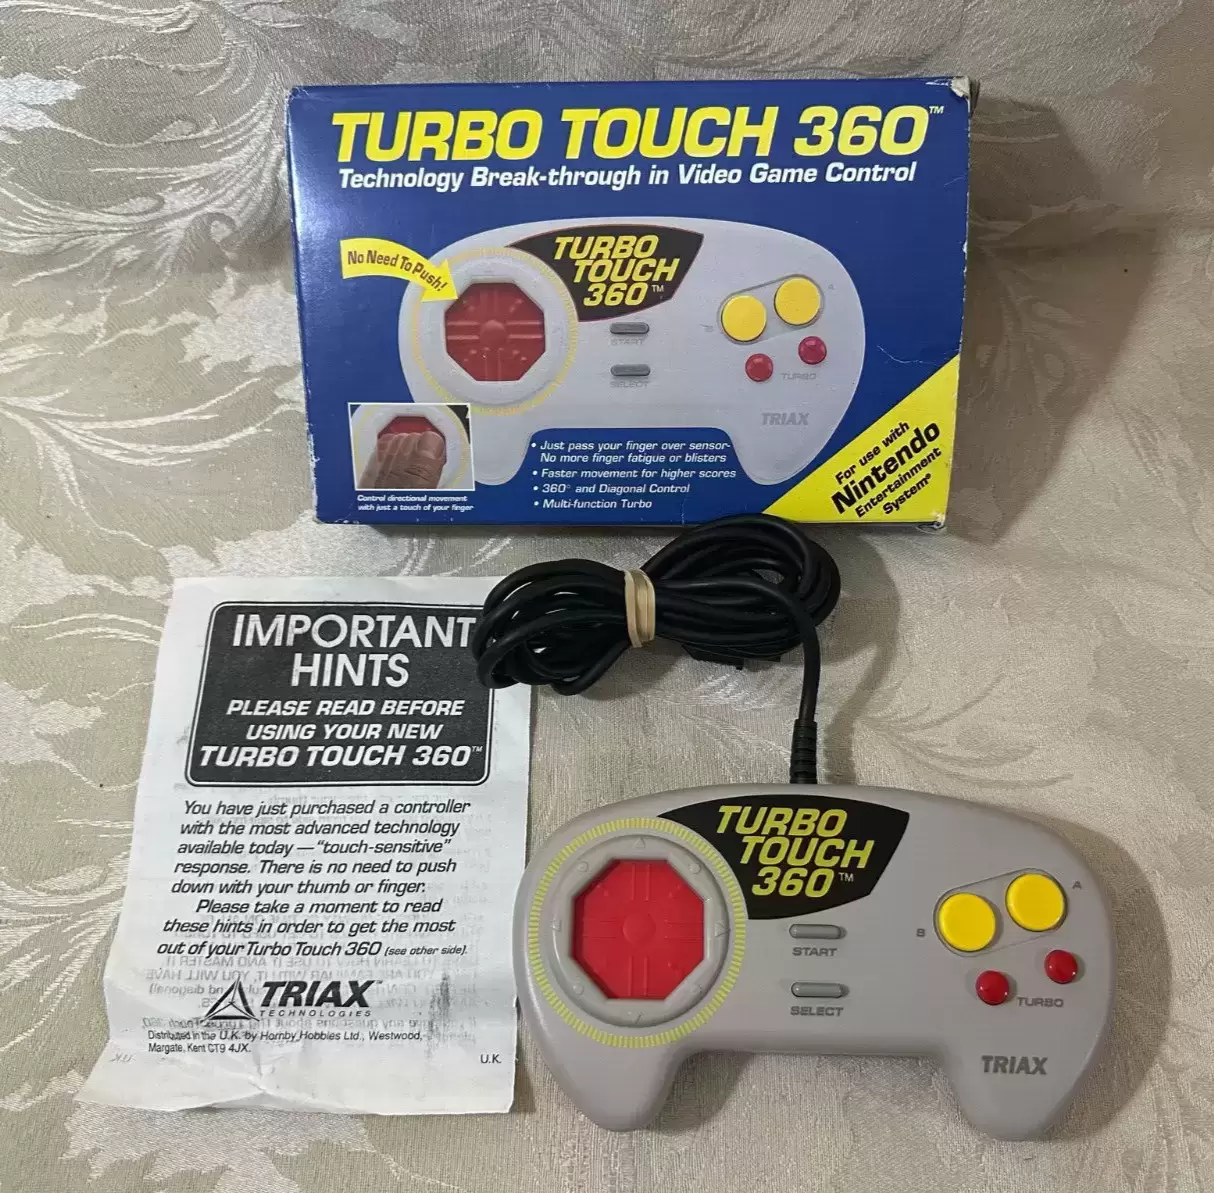 TURBO TOUCH 360™
Technology Break-through in Video Game Control
No Need To Push!
TURBO
TOUCH
360™
START
SELECT
A
B
TURBO
TRIAX
Control directional movement
with just a touch of your finger
• Just pass your finger over sensor-
No more finger fatigue or blisters
• Faster movement for higher scores
• 360° and Diagonal Control
• Multi-function Turbo
For use with
Nintendo
Entertainment
System®
IMPORTANT
HINTS
PLEASE READ BEFORE
USING YOUR NEW
TURBO TOUCH 360™
You have just purchased a controller
with the most advanced technology
available today — "touch-sensitive"
response. There is no need to push
down with your thumb or finger.
Please take a moment to read
these hints in order to get the most
out of your Turbo Touch 360 (see other side).
TRIAX
TECHNOLOGIES
Distributed in the U.K. by Hornby Hobbies Ltd., Westwood,
Margate, Kent CT9 4JX.
U.K.
TURBO
TOUCH
360™
START
SELECT
A
B
TURBO
TRIAX